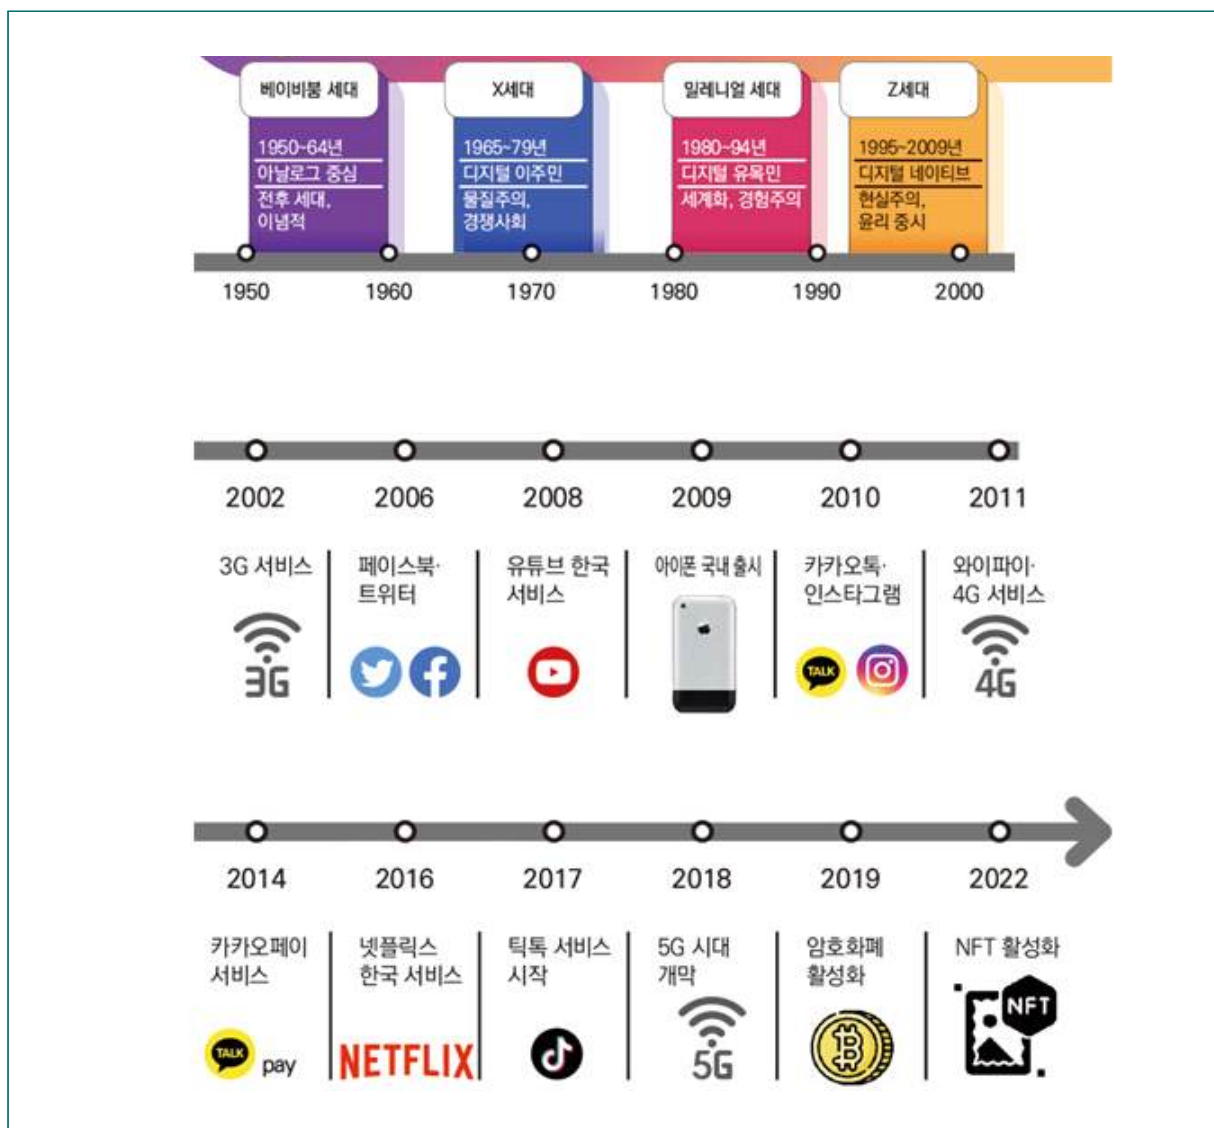 베이비붐 세대
X세대
밀레니얼 세대
Z세대
1950~64년
아날로그 중심
전후 세대,
이념적
1965~79년
디지털 이주민
물질주의,
경쟁사회
1980~94년
디지털 유목민
세계화, 경험주의
1995~2009년
디지털 네이티브
현실주의,
윤리 중시
1950
1960
1970
1980
1990
2000
2002
2006
2008
2009
2010
2011
3G 서비스
3G
페이스북·
트위터
유튜브 한국
서비스
아이폰 국내 출시
카카오톡·
인스타그램
TALK
와이파이·
4G 서비스
4G
2014
2016
2017
2018
2019
2022
카카오페이
서비스
TALK pay
넷플릭스
한국 서비스
NETFLIX
틱톡 서비스
시작
5G 시대
개막
5G
암호화폐
활성화
NFT 활성화
NFT